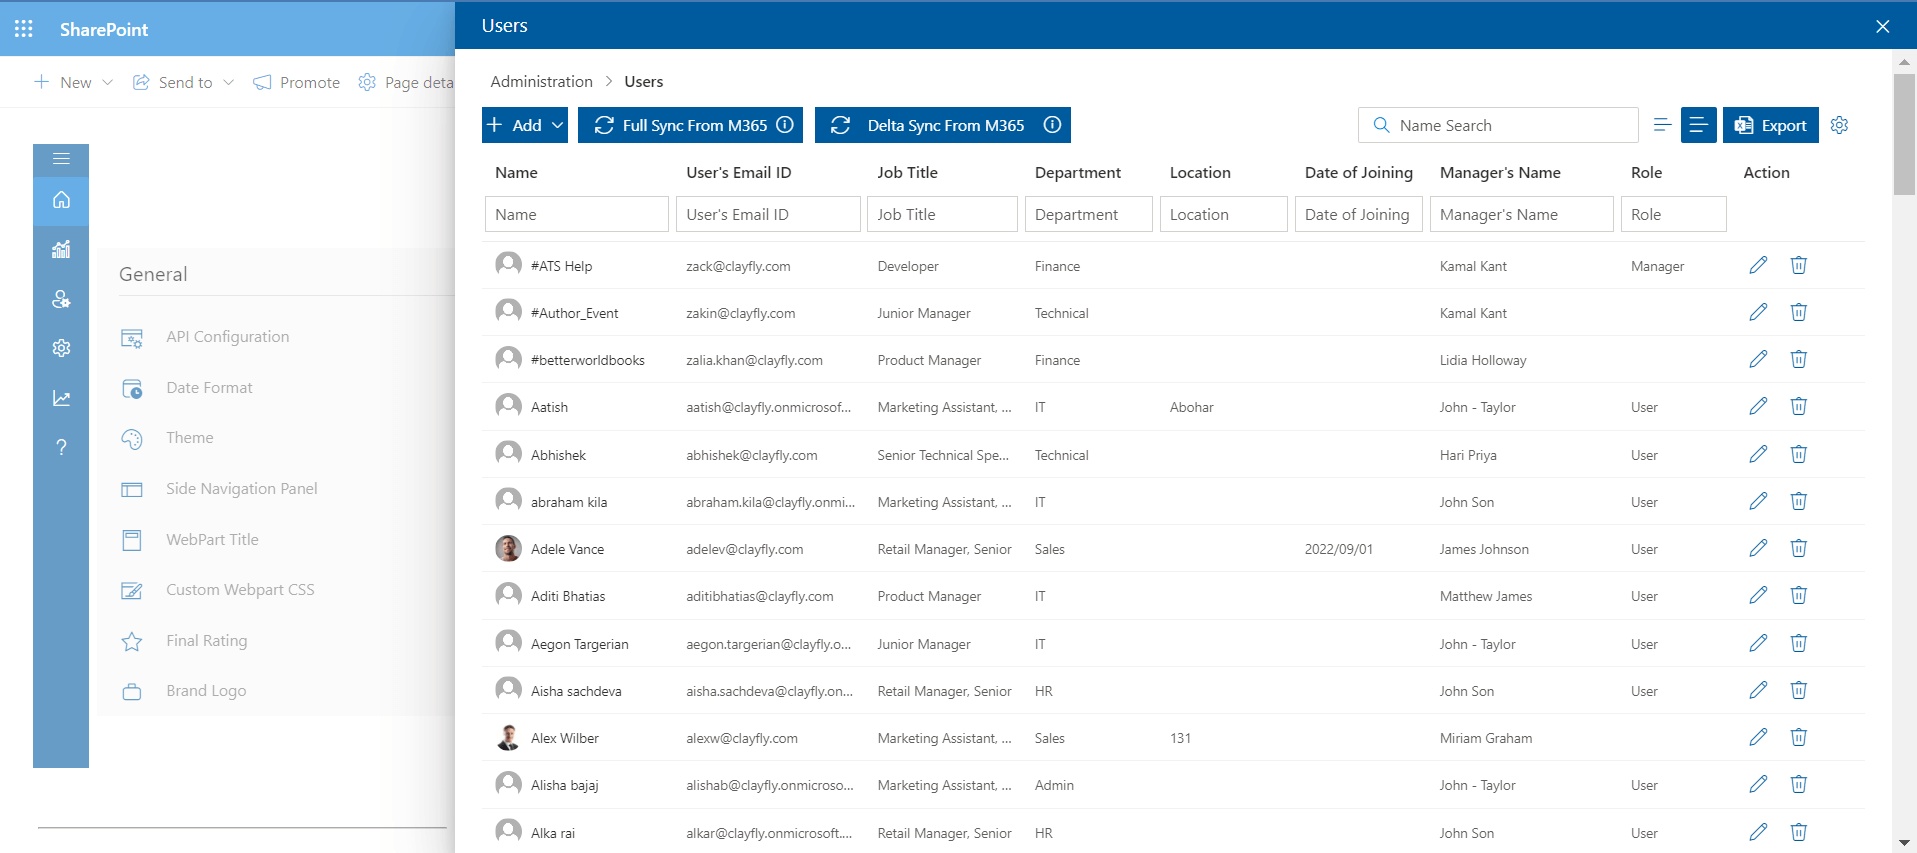 SharePoint
New
Send to
Promote
Page deta
General
API Configuration
Date Format
Theme
Side Navigation Panel
WebPart Title
Custom Webpart CSS
Final Rating
Brand Logo
Users
Administration > Users
+ Add Full Sync From M365 Delta Sync From M365 Name Search Export
Name User's Email ID Job Title Department Location Date of Joining Manager's Name Role Action
Name User's Email ID Job Title Department Location Date of Joining Manager's Name Role
#ATS Help zack@clayfly.com Developer Finance Kamal Kant Manager
#Author_Event zakin@clayfly.com Junior Manager Technical Kamal Kant
#betterworldbooks zalia.khan@clayfly.com Product Manager Finance Lidia Holloway
Aatish aatish@clayfly.onmicrosof... Marketing Assistant, ... IT Abohar John - Taylor User
Abhishek abhishek@clayfly.com Senior Technical Spe... Technical Hari Priya User
abraham kila abraham.kila@clayfly.onmi... Marketing Assistant, ... IT John Son User
Adele Vance adelev@clayfly.com Retail Manager, Senior Sales 2022/09/01 James Johnson User
Aditi Bhatias aditibhatias@clayfly.com Product Manager IT Matthew James User
Aegon Targerian aegon.targerian@clayfly.o... Junior Manager IT John - Taylor User
Aisha sachdeva aisha.sachdeva@clayfly.on... Retail Manager, Senior HR John Son User
Alex Wilber alexw@clayfly.com Marketing Assistant, ... Sales 131 Miriam Graham
Alisha bajaj alishab@clayfly.onmicroso... Marketing Assistant, ... Admin John - Taylor User
Alka rai alkar@clayfly.onmicrosoft.... Retail Manager, Senior HR John Son User